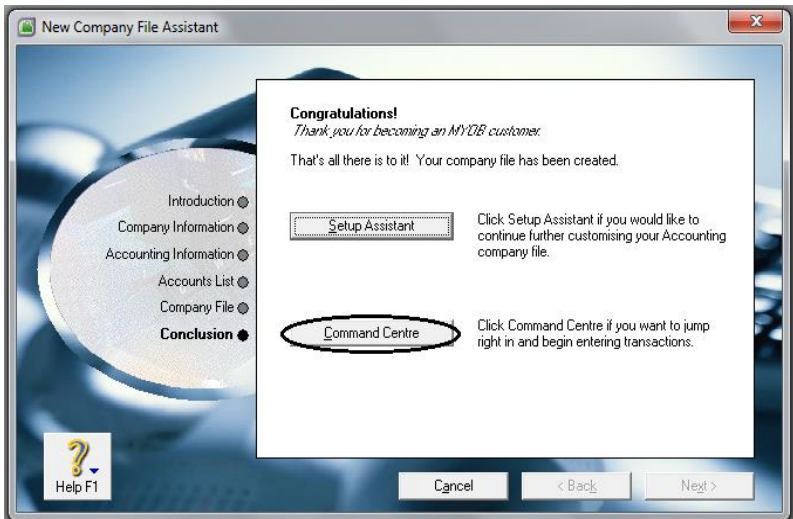 New Company File Assistant
x
Congratulations!
Thank you for becoming an MYOB customer.
That's all there is to it! Your company file has been created.
Introduction
Company Information
Accounting Information
Accounts List
Company File
Conclusion
Setup Assistant
Click Setup Assistant if you would like to
continue further customising your Accounting
company file.
Command Centre
Click Command Centre if you want to jump
right in and begin entering transactions.
?
Help F1
Cancel
< Back
Next >